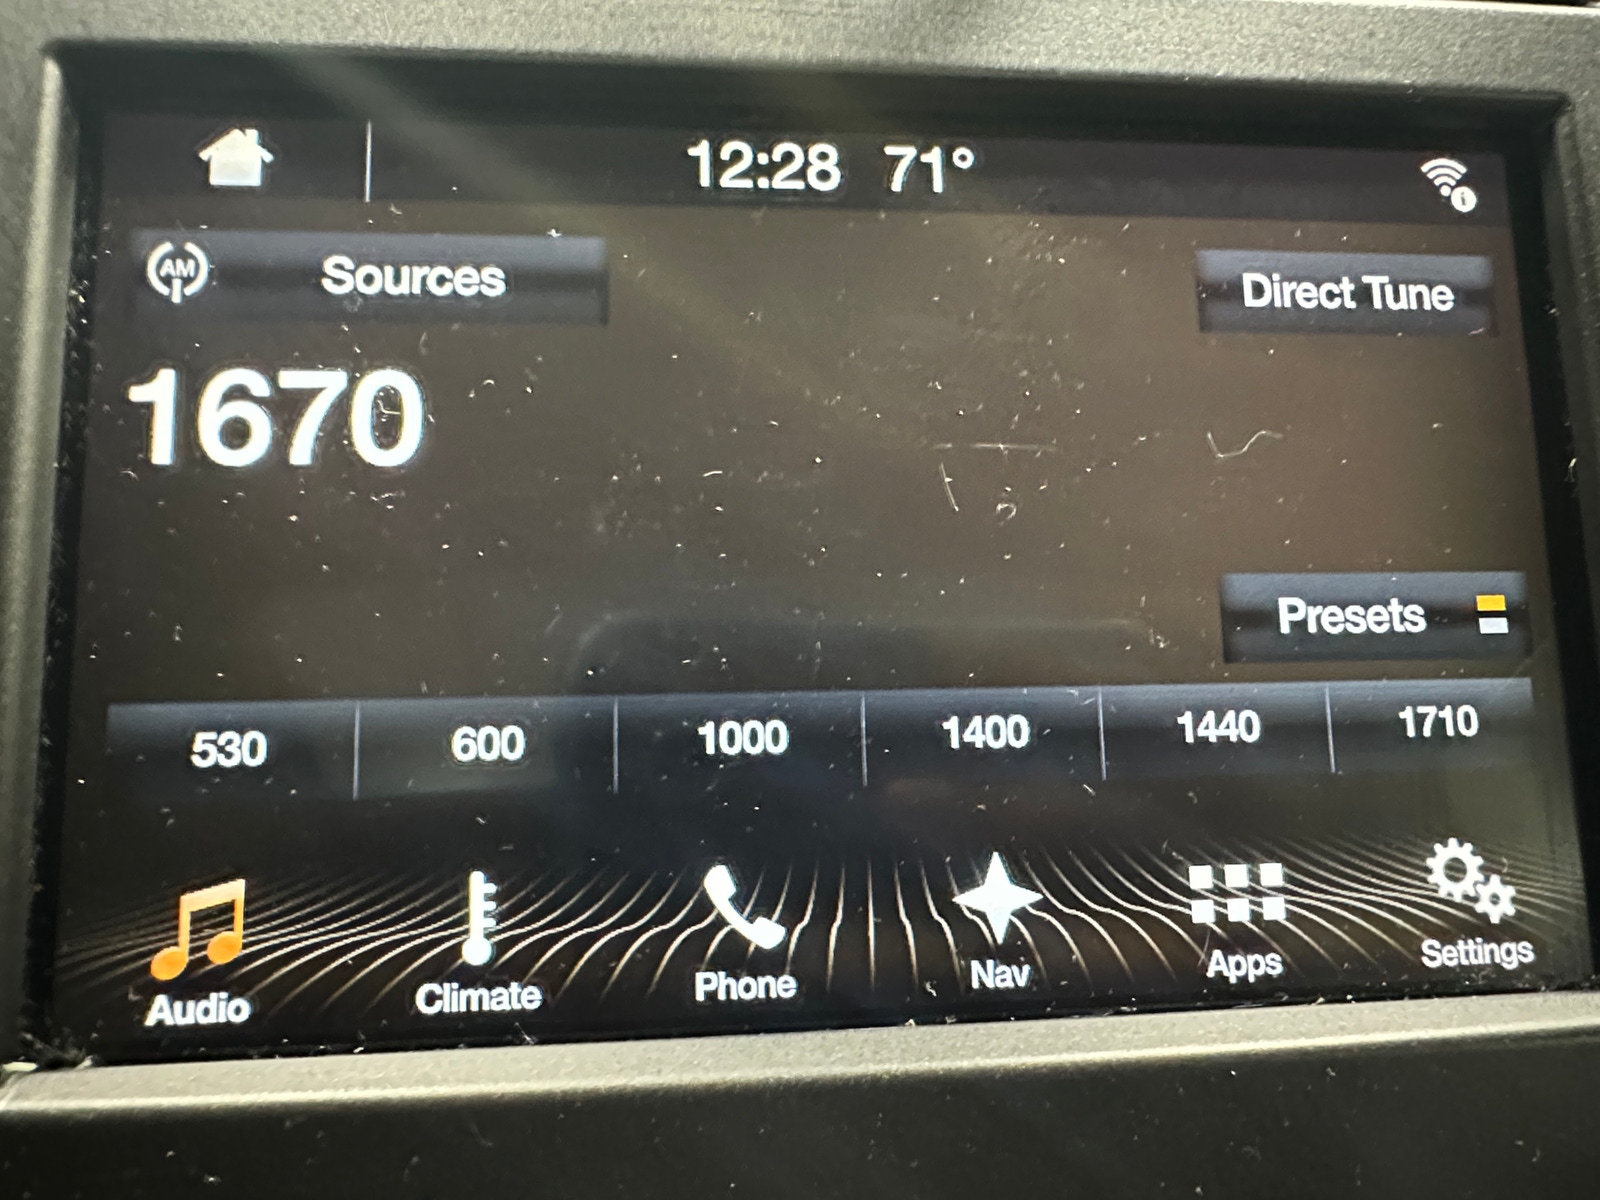 12:28 71°
AM Sources
Direct Tune
1670
Presets
530 600 1000 1400 1440 1710
Audio Climate Phone Nav Apps Settings